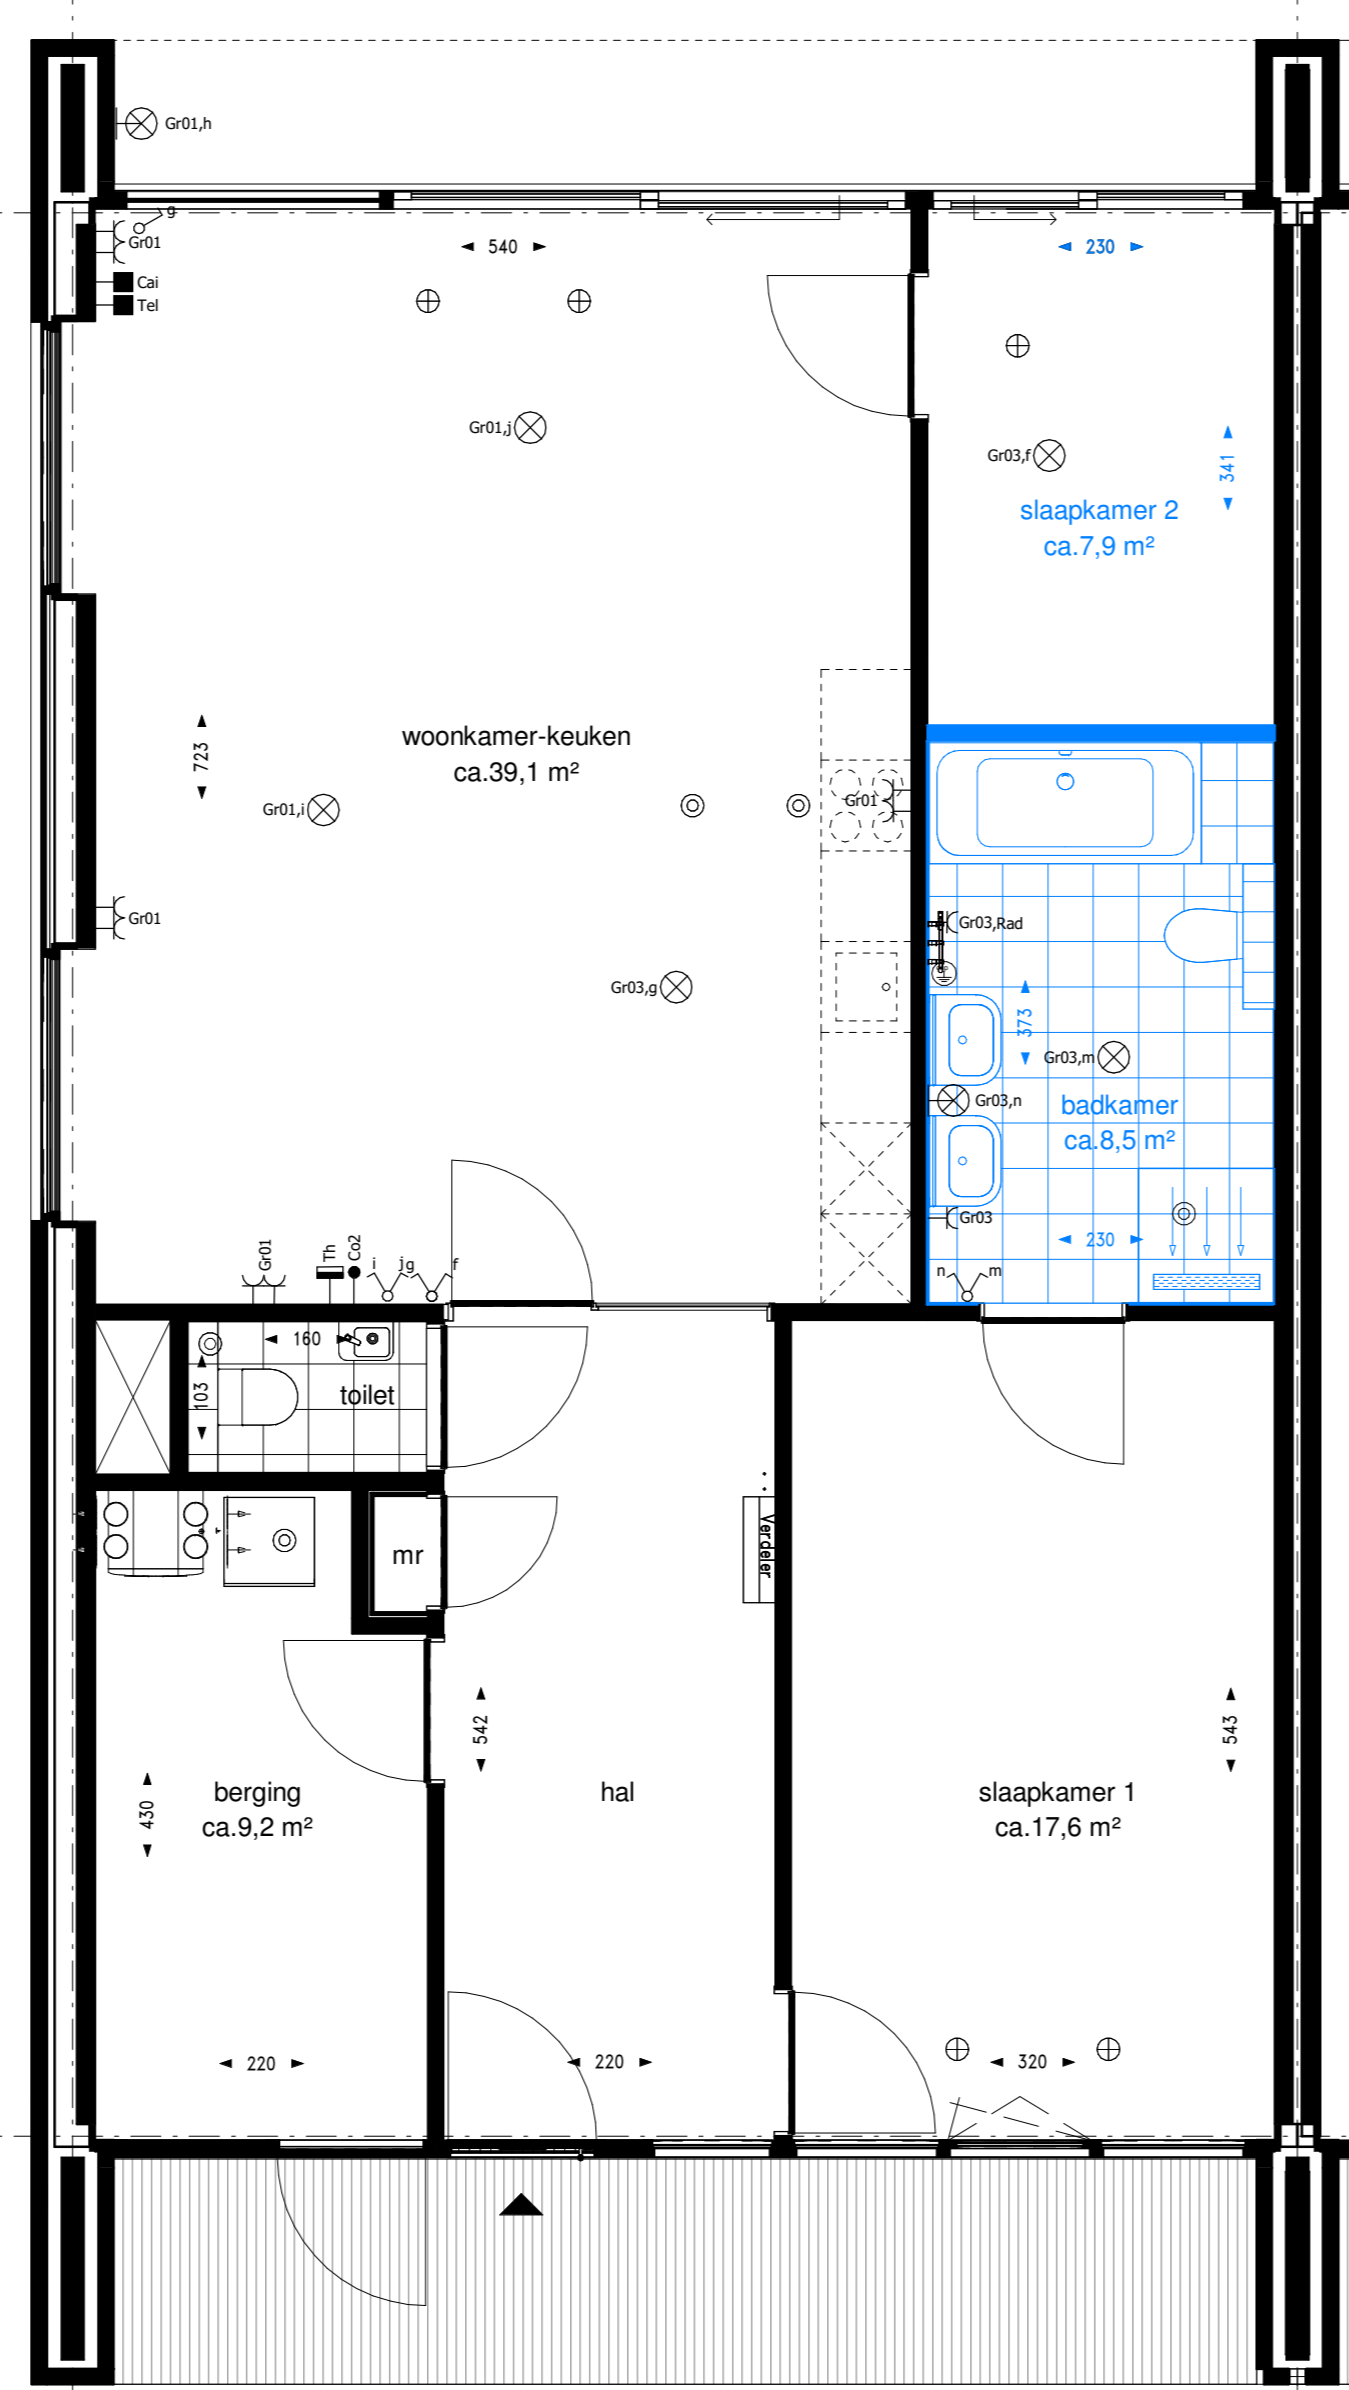 Gr01,h
g
Gr01
Cai
Tel
540
230
Gr01,j
Gr03,f
341
slaapkamer 2
ca.7,9 m²
woonkamer-keuken
ca.39,1 m²
723
Gr01,i
Gr01
Gr01
Gr03,Rad
Gr03,g
373
Gr03,m
Gr03,n
badkamer
ca.8,5 m²
Gr03
230
n
m
Gr01
Th
Co2
i
jg
f
160
103
toilet
mr
Verdeler
542
543
430
berging
ca.9,2 m²
hal
slaapkamer 1
ca.17,6 m²
220
220
320